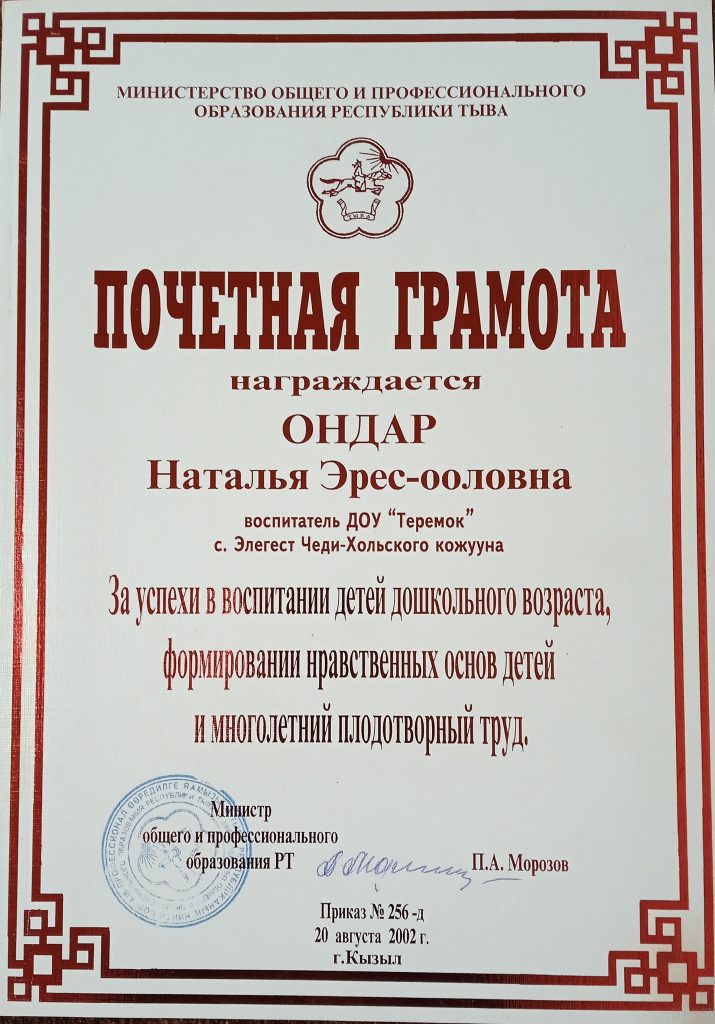 МИНИСТЕРСТВО ОБЩЕГО И ПРОФЕССИОНАЛЬНОГО
ОБРАЗОВАНИЯ РЕСПУБЛИКИ ТЫВА
ТЫВА
ПОЧЕТНАЯ ГРАМОТА
награждается
ОНДАР
Наталья Эрес-ооловна
воспитатель ДОУ “Теремок”
с. Элегест Чеди-Хольского кожууна
За успехи в воспитании детей дошкольного возраста,
формировании нравственных основ детей
и многолетний плодотворный труд.
Министр
общего и профессионального
образования РТ
П.А. Морозов
Приказ № 256 -д
20 августа 2002 г.
г.Кызыл